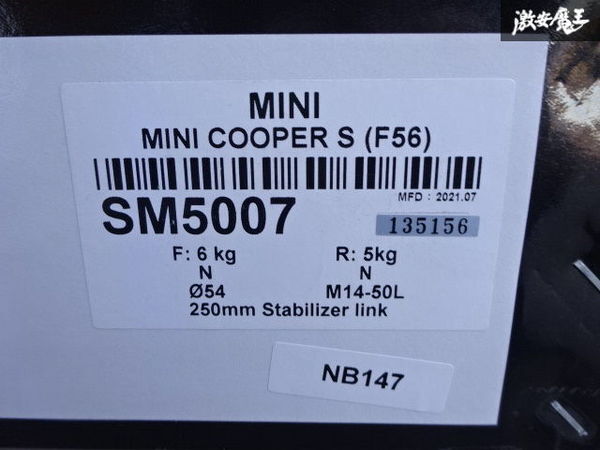 激安魔王
MINI
MINI COOPER S (F56)
MFD : 2021.07
SM5007
135156
F: 6 kg R: 5kg
N N
Ø54 M14-50L
250mm Stabilizer link
NB147